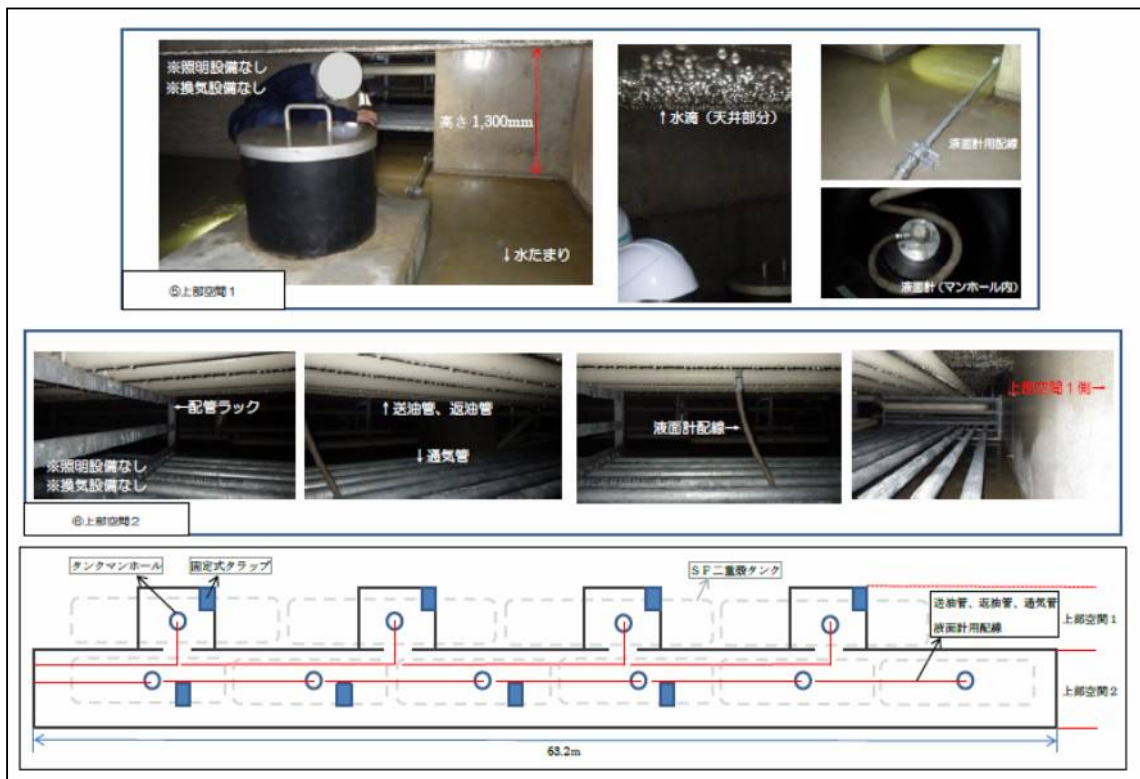 ※照明設備なし
※換気設備なし
高さ1,300mm
↓水たまり
⑤上部空間1
↑水滴（天井部分）
液面計用配線
液面計（マンホール内）
←配管ラック
※照明設備なし
※換気設備なし
↑送油管、返油管
↓通気管
液面計配線→
上部空間1側→
⑥上部空間2
タンクマンホール
固定式タラップ
ＳＦ二重殻タンク
送油管、返油管、通気管
液面計用配線
上部空間1
上部空間2
63.2m